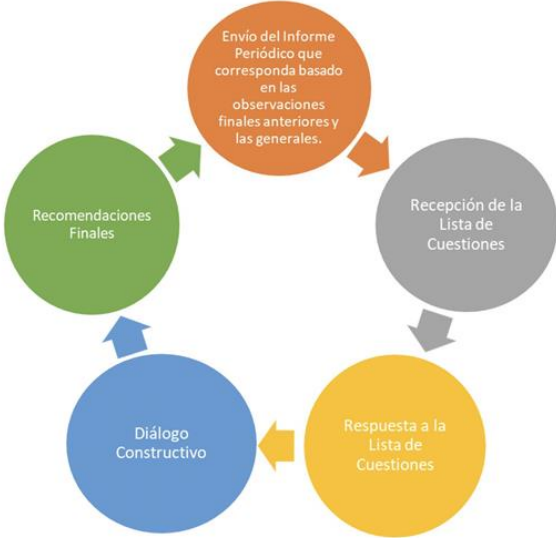 Envío del Informe
Periódico que
corresponda basado
en las
observaciones
finales anteriores y
las generales.
Recepción de la
Lista de
Cuestiones
Respuesta a la
Lista de
Cuestiones
Diálogo
Constructivo
Recomendaciones
Finales